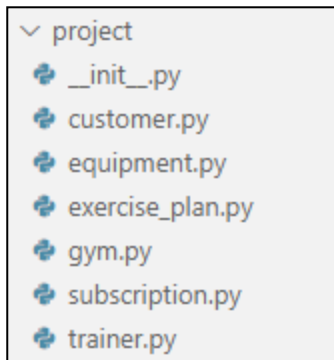 project
__init__.py
customer.py
equipment.py
exercise_plan.py
gym.py
subscription.py
trainer.py